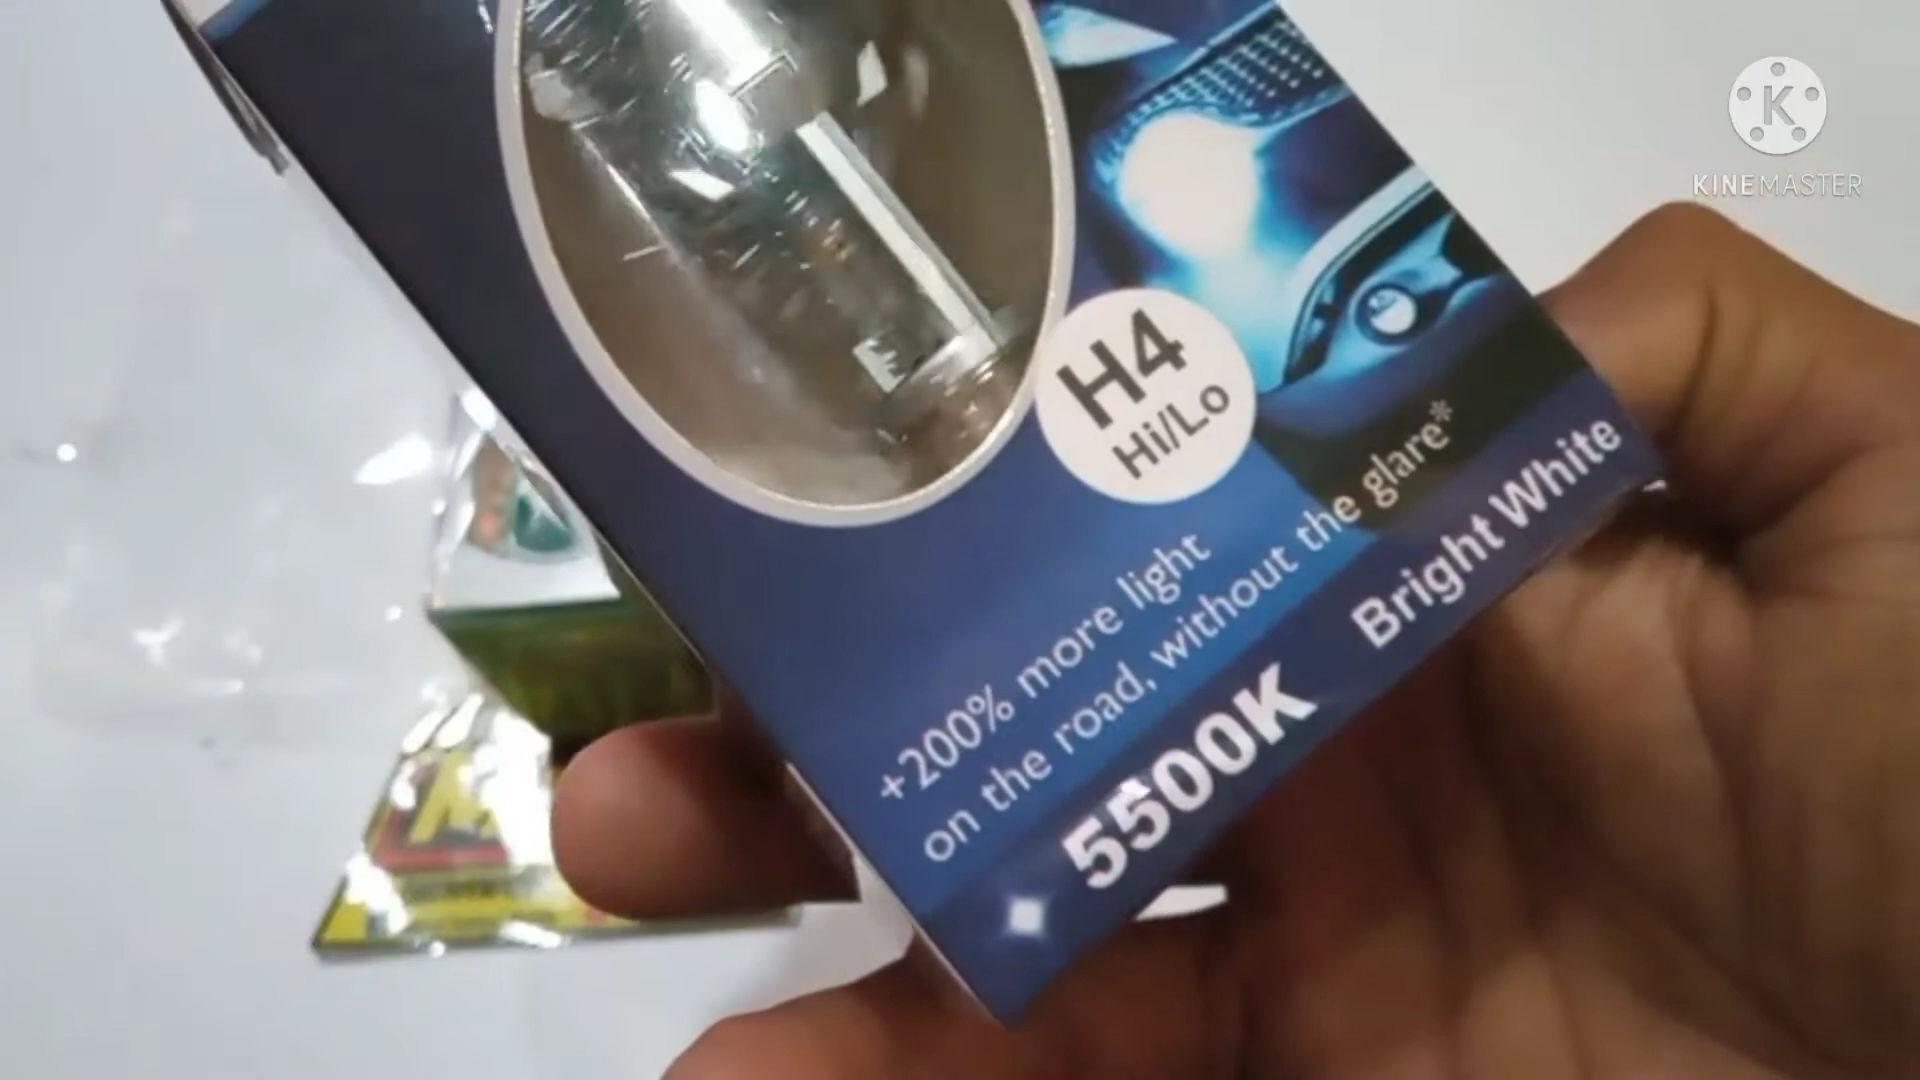 K
KINEMASTER
H4
Hi/Lo
+200% more light
on the road, without the glare*
5500K Bright White